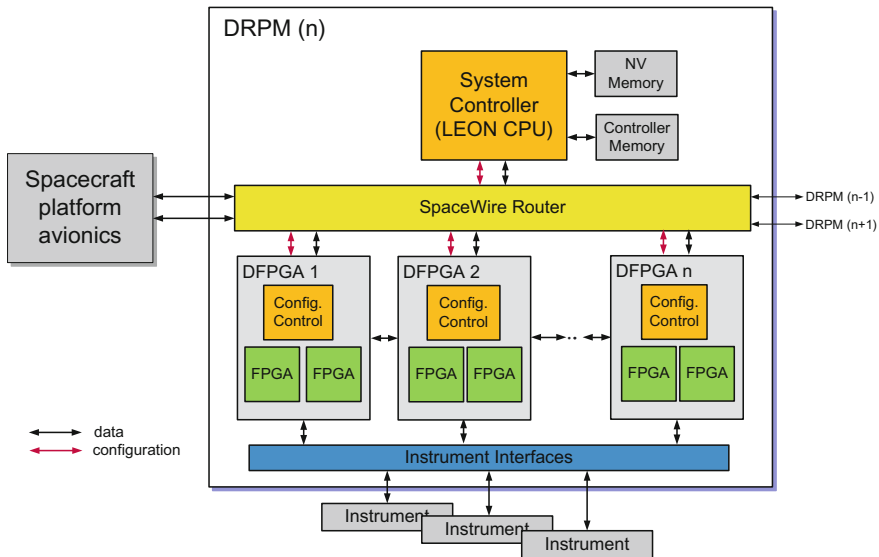 DRPM (n)
System
Controller
(LEON CPU)
NV
Memory
Controller
Memory
Spacecraft
platform
avionics
SpaceWire Router
DRPM (n-1)
DRPM (n+1)
DFPGA 1
Config.
Control
FPGA
FPGA
DFPGA 2
Config.
Control
FPGA
FPGA
..
DFPGA n
Config.
Control
FPGA
FPGA
data
configuration
Instrument Interfaces
Instrument
Instrument
Instrument